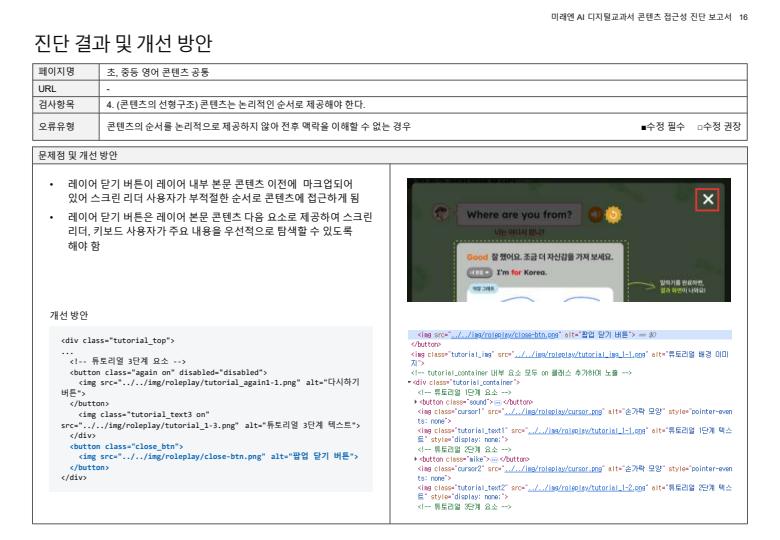 미래엔 AI 디지털교과서 콘텐츠 접근성 진단 보고서 16
진단 결과 및 개선 방안
페이지명 초, 중등 영어 콘텐츠 공통
URL -
검사항목 4. (콘텐츠의 선형구조) 콘텐츠는 논리적인 순서로 제공해야 한다.
오류유형 콘텐츠의 순서를 논리적으로 제공하지 않아 전후 맥락을 이해할 수 없는 경우 ■수정 필수 □수정 권장
문제점 및 개선 방안
• 레이어 닫기 버튼이 레이어 내부 본문 콘텐츠 이전에 마크업되어
있어 스크린 리더 사용자가 부적절한 순서로 콘텐츠에 접근하게 됨
• 레이어 닫기 버튼은 레이어 본문 콘텐츠 다음 요소로 제공하여 스크린
리더, 키보드 사용자가 주요 내용을 우선적으로 탐색할 수 있도록
해야 함
개선 방안
<div class="tutorial_top">
...
<!-- 튜토리얼 3단계 요소 -->
<button class="again on" disabled="disabled">
<img src="../../img/roleplay/tutorial_again1-1.png" alt="다시하기
버튼">
</button>
<img class="tutorial_text3 on"
src="../../img/roleplay/tutorial_1-3.png" alt="튜토리얼 3단계 텍스트">
</div>
<button class="close_btn">
<img src="../../img/roleplay/close-btn.png" alt="팝업 닫기 버튼">
</button>
</div>
Where are you from?
너는 어디서 왔니?
Good 잘 했어요. 조금 더 자신감을 가져 보세요.
I'm for Korea.
억양 그래프
말하기를 완료하면,
결과 화면이 나와요!
<img src="../../img/roleplay/close-btn.png" alt="팝업 닫기 버튼"> == $0
</button>
<img class="tutorial_img" src="../../img/roleplay/tutorial_img_1-1.png" alt="튜토리얼 배경 이미
지">
<!-- tutorial_container 내부 요소 모두 on 클래스 추가하여 노출 -->
▼<div class="tutorial_container">
<!-- 튜토리얼 1단계 요소 -->
▶<button class="sound">…</button>
<img class="cursor1" src="../../img/roleplay/cursor.png" alt="손가락 모양" style="pointer-even
ts: none">
<img class="tutorial_text1" src="../../img/roleplay/tutorial_1-1.png" alt="튜토리얼 1단계 텍스
트" style="display: none;">
<!-- 튜토리얼 2단계 요소 -->
▶<button class="mike">…</button>
<img class="cursor2" src="../../img/roleplay/cursor.png" alt="손가락 모양" style="pointer-even
ts: none">
<img class="tutorial_text2" src="../../img/roleplay/tutorial_1-2.png" alt="튜토리얼 2단계 텍스
트" style="display: none;">
<!-- 튜토리얼 3단계 요소 -->